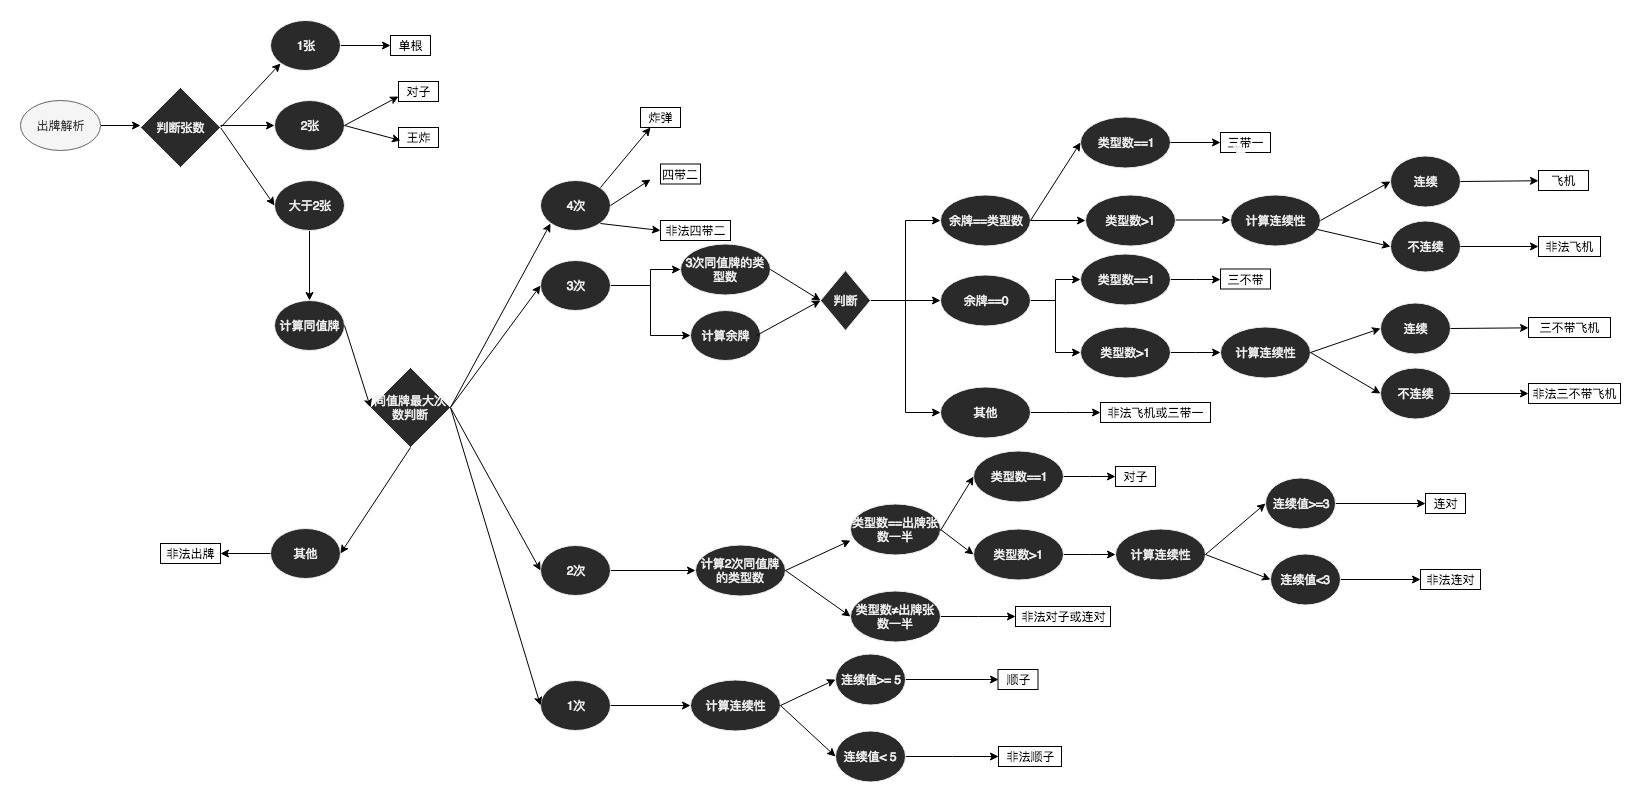 出牌解析
判断张数
1张
单根
2张
对子
王炸
大于2张
计算同值牌
同值牌最大次
数判断
其他
非法出牌
4次
炸弹
四带二
非法四带二
3次
3次同值牌的类
型数
计算余牌
判断
余牌==类型数
类型数==1
三带一
类型数>1
计算连续性
连续
飞机
不连续
非法飞机
余牌==0
类型数==1
三不带
类型数>1
计算连续性
连续
三不带飞机
不连续
非法三不带飞机
其他
非法飞机或三带一
2次
计算2次同值牌
的类型数
类型数==出牌张
数一半
类型数==1
对子
类型数>1
计算连续性
连续值>=3
连对
连续值<3
非法连对
类型数≠出牌张
数一半
非法对子或连对
1次
计算连续性
连续值>= 5
顺子
连续值< 5
非法顺子